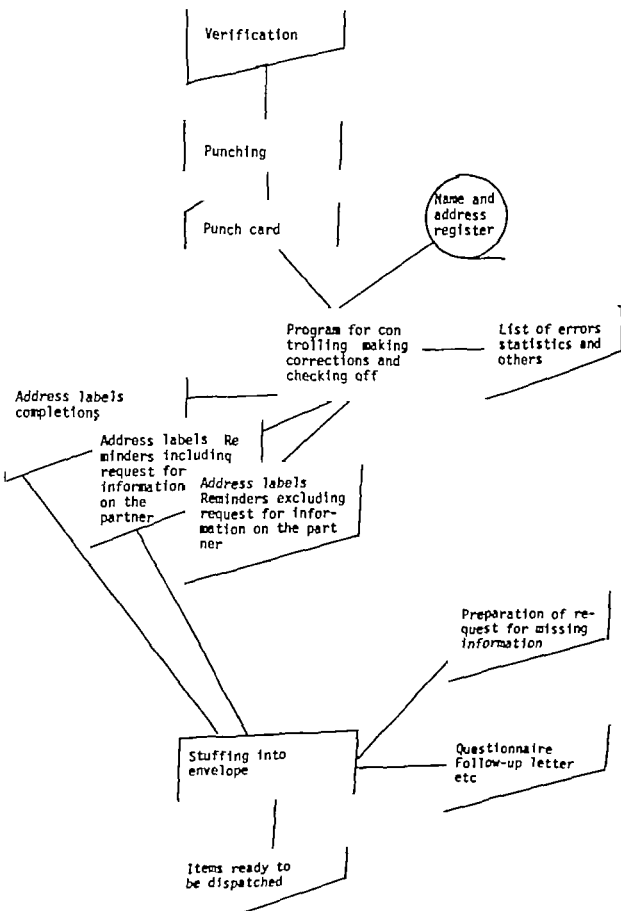 Verification
Punching
Punch card
Name and
address
register
Program for con
trolling making
corrections and
checking off
List of errors
statistics and
others
Address labels
completions
Address labels Re
minders including
request for
information
on the
partner
Address labels
Reminders excluding
request for infor-
mation on the part
ner
Preparation of re-
quest for missing
information
Stuffing into
envelope
Questionnaire
Follow-up letter
etc
Items ready to
be dispatched